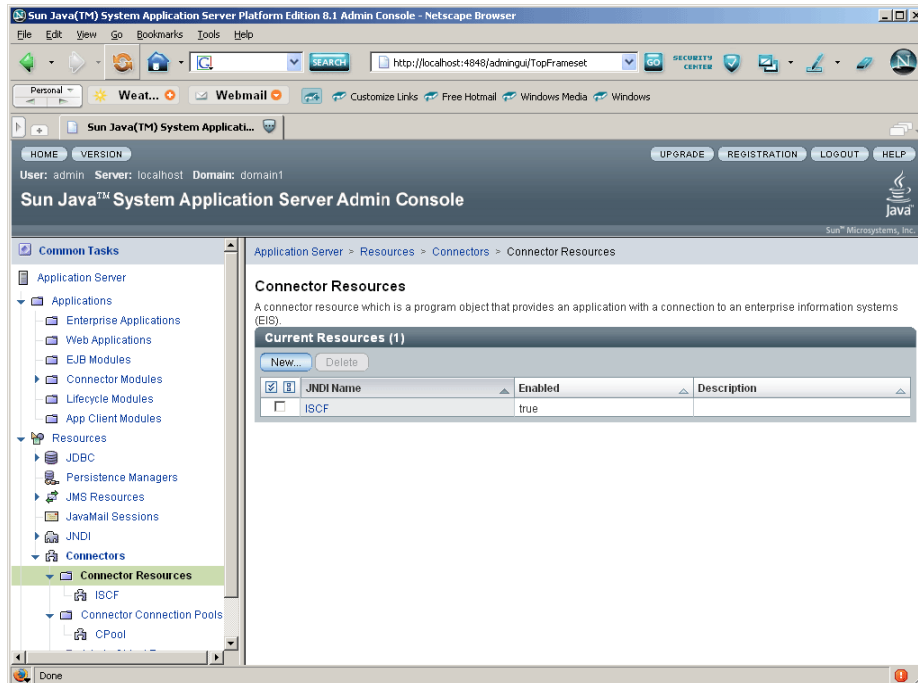 Sun Java(TM) System Application Server Platform Edition 8.1 Admin Console - Netscape Browser
File Edit View Go Bookmarks Tools Help
SEARCH http://localhost:4848/admingui/TopFrameset GO SECURITY CENTER
Personal Weat... Webmail Customize Links Free Hotmail Windows Media Windows
Sun Java(TM) System Applicati...
HOME VERSION UPGRADE REGISTRATION LOGOUT HELP
User: admin Server: localhost Domain: domain1
Sun Java™ System Application Server Admin Console
Java
Sun™ Microsystems, Inc.
Common Tasks
Application Server
Applications
Enterprise Applications
Web Applications
EJB Modules
Connector Modules
Lifecycle Modules
App Client Modules
Resources
JDBC
Persistence Managers
JMS Resources
JavaMail Sessions
JNDI
Connectors
Connector Resources
ISCF
Connector Connection Pools
CPool
Application Server > Resources > Connectors > Connector Resources
Connector Resources
A connector resource which is a program object that provides an application with a connection to an enterprise information systems
(EIS).
Current Resources (1)
New... Delete
JNDI Name Enabled Description
ISCF true
Done